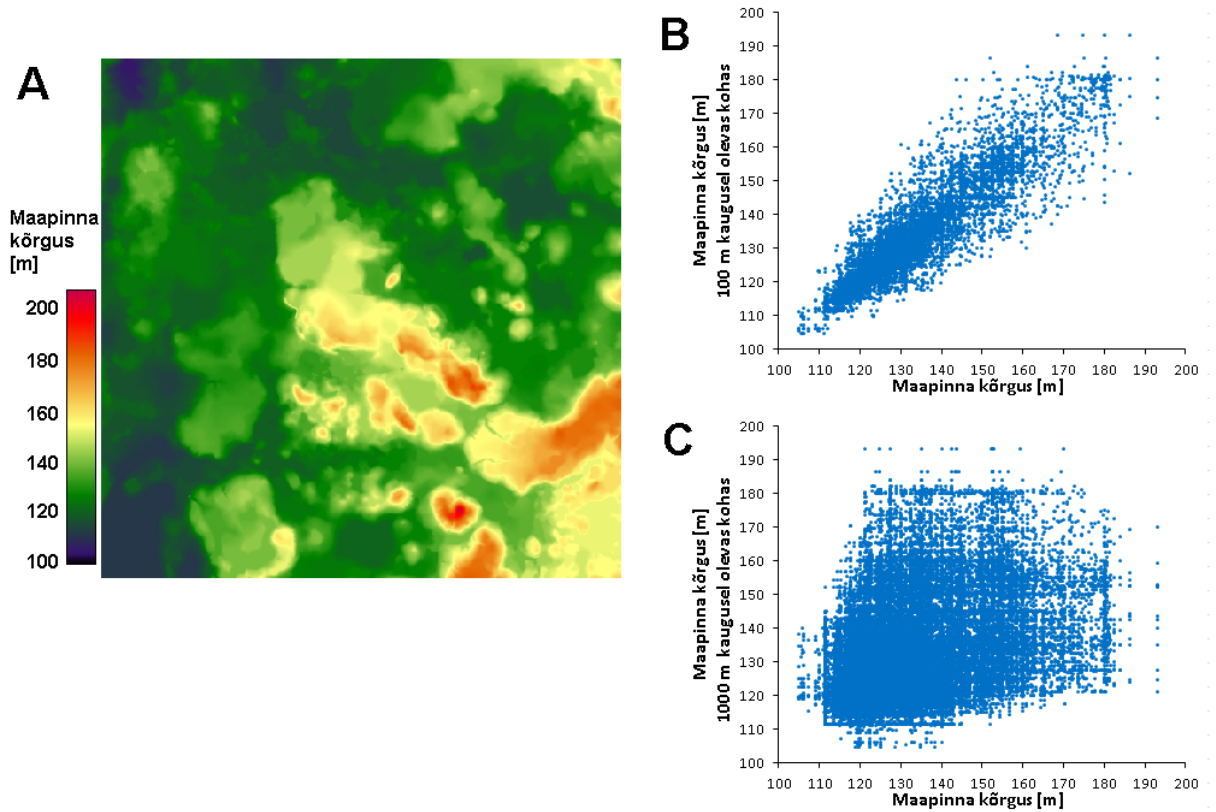 A
Maapinna
kõrgus
[m]
200
180
160
140
120
100
B
Maapinna kõrgus [m]
100 m kaugusel olevas kohas
200
190
180
170
160
150
140
130
120
110
100
100 110 120 130 140 150 160 170 180 190 200
Maapinna kõrgus [m]
C
Maapinna kõrgus [m]
1000 m kaugusel olevas kohas
200
190
180
170
160
150
140
130
120
110
100
100 110 120 130 140 150 160 170 180 190 200
Maapinna kõrgus [m]